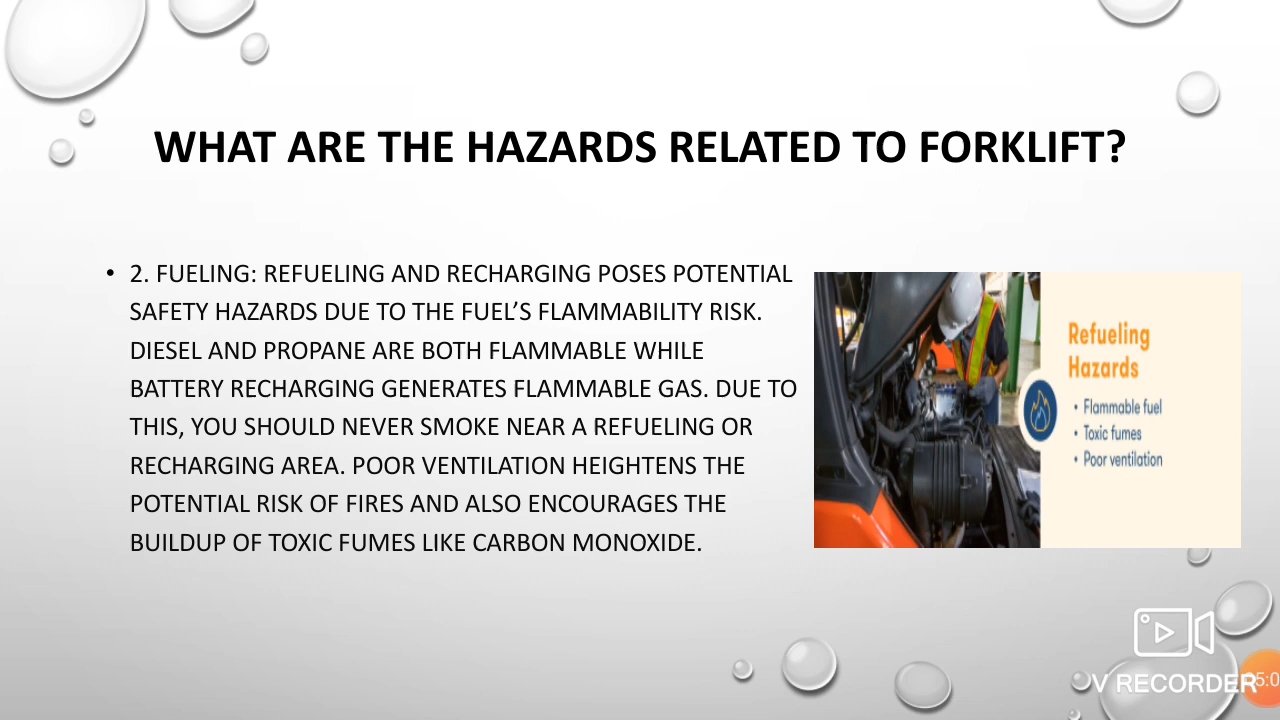 WHAT ARE THE HAZARDS RELATED TO FORKLIFT?
• 2. FUELING: REFUELING AND RECHARGING POSES POTENTIAL
SAFETY HAZARDS DUE TO THE FUEL’S FLAMMABILITY RISK.
DIESEL AND PROPANE ARE BOTH FLAMMABLE WHILE
BATTERY RECHARGING GENERATES FLAMMABLE GAS. DUE TO
THIS, YOU SHOULD NEVER SMOKE NEAR A REFUELING OR
RECHARGING AREA. POOR VENTILATION HEIGHTENS THE
POTENTIAL RISK OF FIRES AND ALSO ENCOURAGES THE
BUILDUP OF TOXIC FUMES LIKE CARBON MONOXIDE.
Refueling
Hazards
• Flammable fuel
• Toxic fumes
• Poor ventilation
V RECORDER